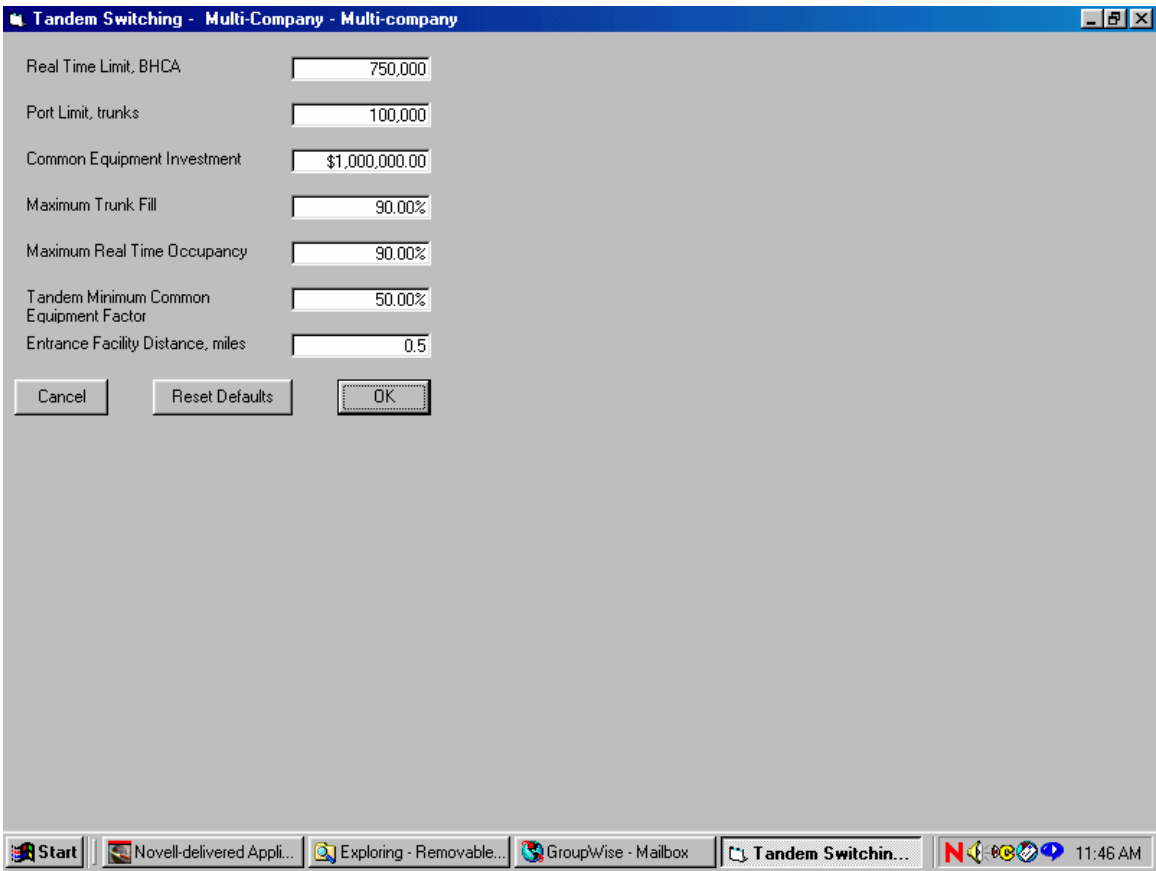 Tandem Switching - Multi-Company - Multi-company
Real Time Limit, BHCA 750,000
Port Limit, trunks 100,000
Common Equipment Investment $1,000,000.00
Maximum Trunk Fill 90.00%
Maximum Real Time Occupancy 90.00%
Tandem Minimum Common 50.00%
Equipment Factor
Entrance Facility Distance, miles 0.5
Cancel Reset Defaults OK
Start Novell-delivered Appli... Exploring - Removable... GroupWise - Mailbox Tandem Switchin... N 11:46 AM